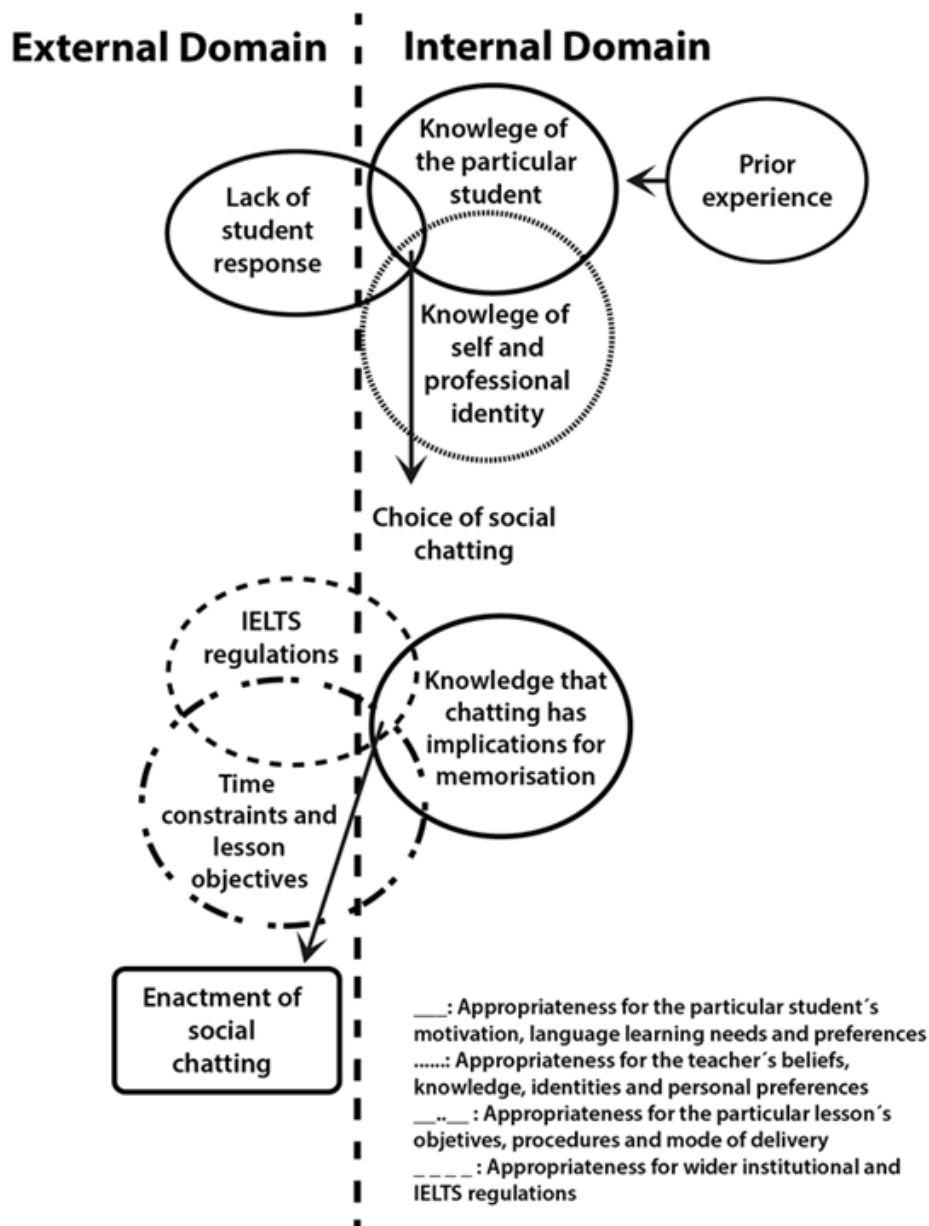 External Domain
Internal Domain
Knowlege of
the particular
student
Prior
experience
Lack of
student
response
Knowlege of
self and
professional
identity
Choice of social
chatting
IELTS
regulations
Knowledge that
chatting has
implications for
memorisation
Time
constraints and
lesson
objectives
Enactment of
social
chatting
___: Appropriateness for the particular student´s
motivation, language learning needs and preferences
......: Appropriateness for the teacher´s beliefs,
knowledge, identities and personal preferences
__..__ : Appropriateness for the particular lesson´s
objetives, procedures and mode of delivery
_ _ _ _ : Appropriateness for wider institutional and
IELTS regulations